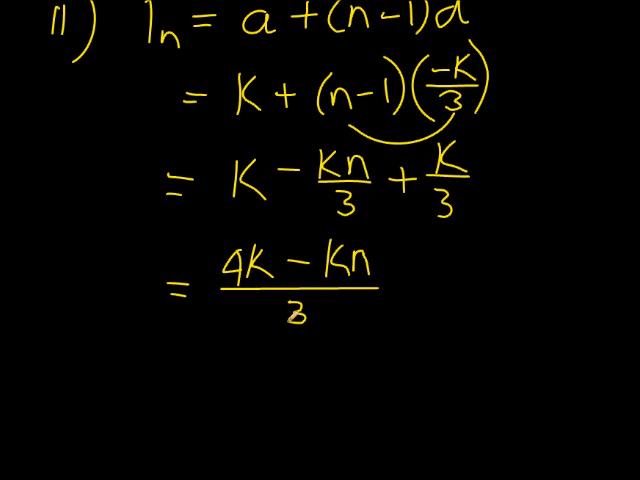 11) Tn = a + (n-1)d
= K + (n-1)(-K/3)
= K - Kn/3 + K/3
= 4K - Kn / 3